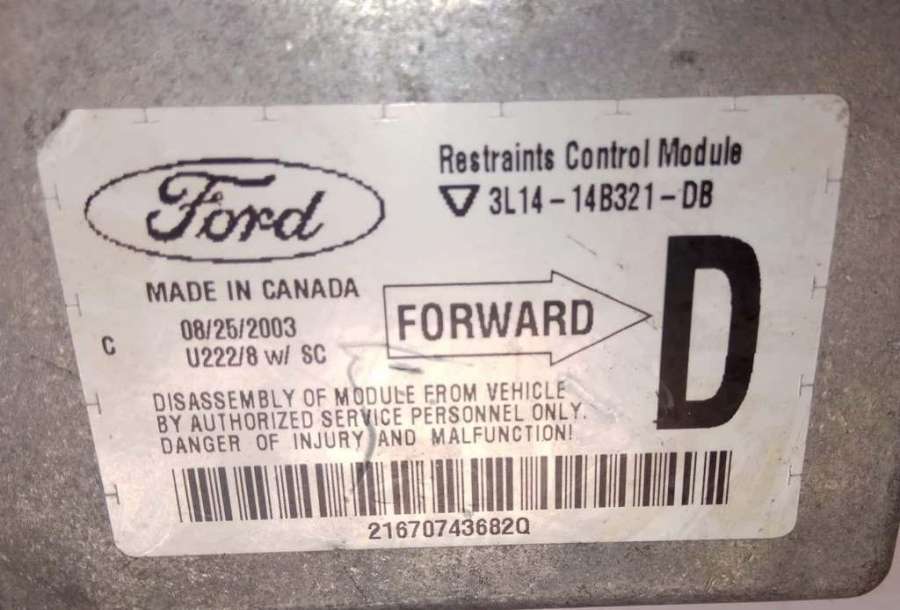 Ford
Restraints Control Module
3L14-14B321-DB
MADE IN CANADA
08/25/2003
C
U222/8 w/ SC
FORWARD
D
DISASSEMBLY OF MODULE FROM VEHICLE
BY AUTHORIZED SERVICE PERSONNEL ONLY.
DANGER OF INJURY AND MALFUNCTION!
21670743682Q